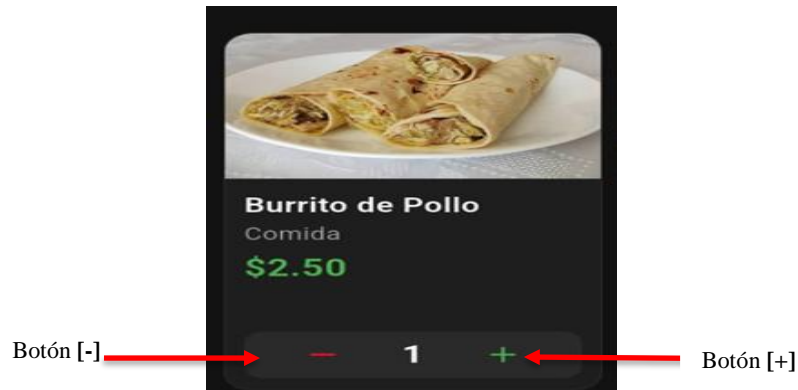 Burrito de Pollo
Comida
$2.50
Botón [-]
− 1 +
Botón [+]